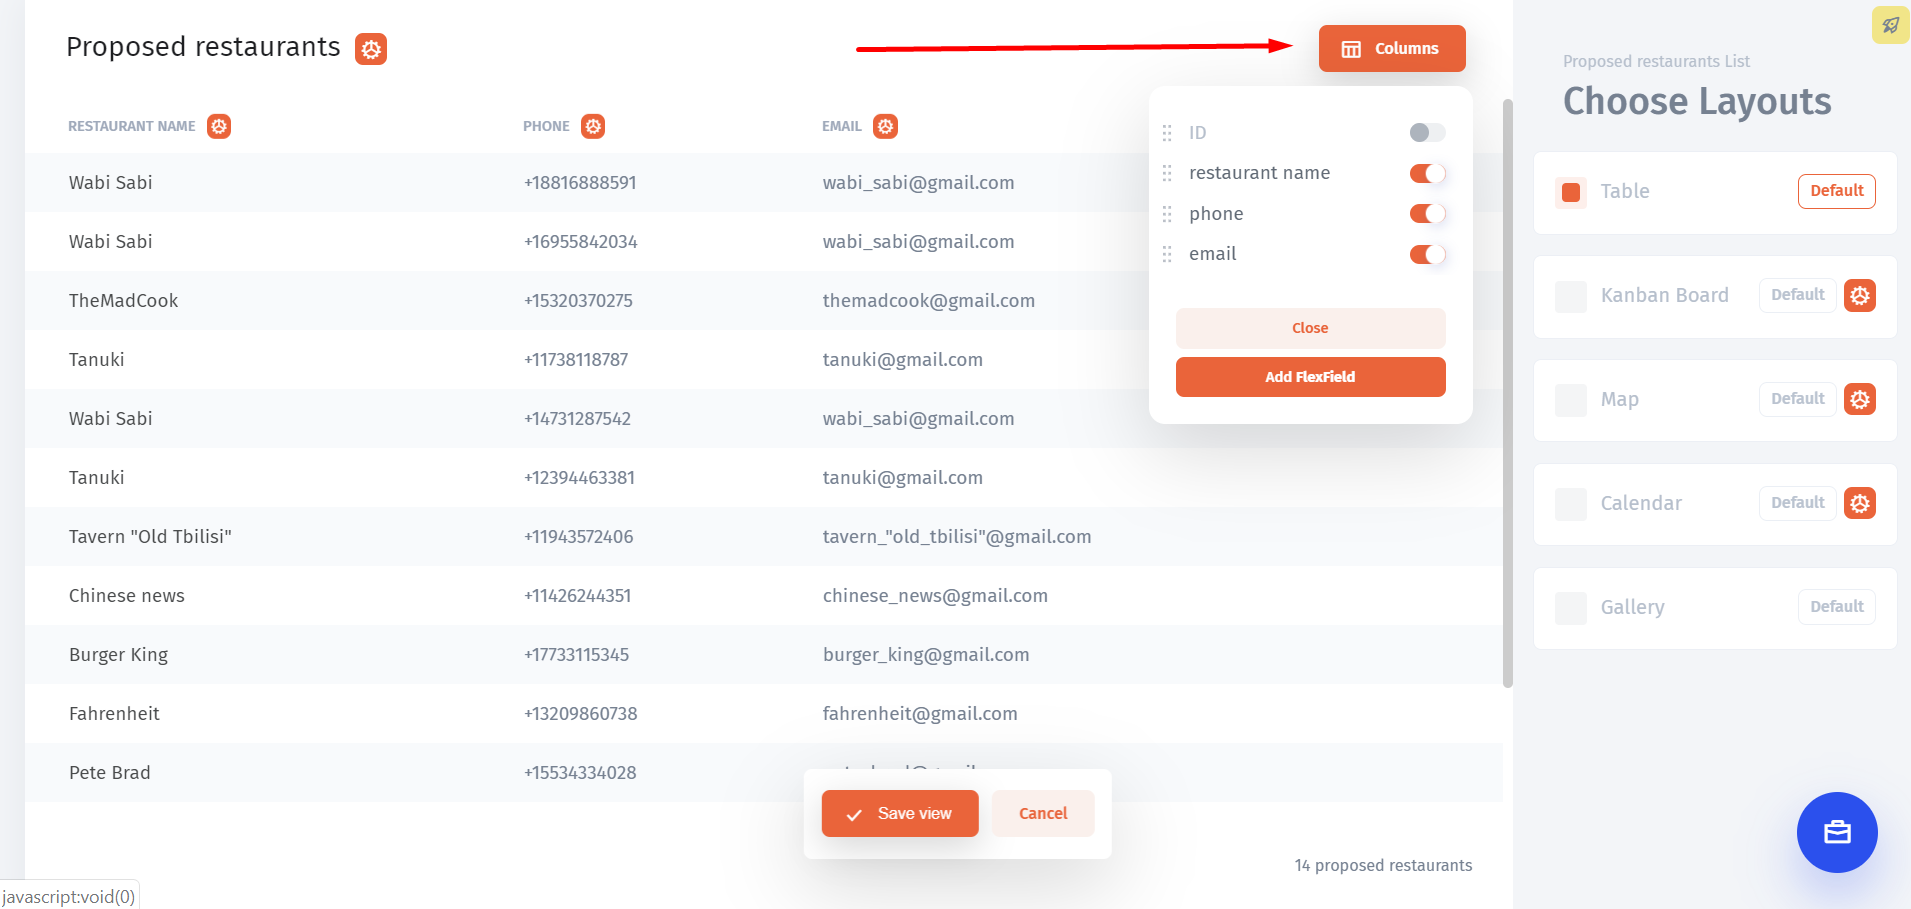 Proposed restaurants
Columns
RESTAURANT NAME PHONE EMAIL
Wabi Sabi +18816888591 wabi_sabi@gmail.com
Wabi Sabi +16955842034 wabi_sabi@gmail.com
TheMadCook +15320370275 themadcook@gmail.com
Tanuki +11738118787 tanuki@gmail.com
Wabi Sabi +14731287542 wabi_sabi@gmail.com
Tanuki +12394463381 tanuki@gmail.com
Tavern "Old Tbilisi" +11943572406 tavern_"old_tbilisi"@gmail.com
Chinese news +11426244351 chinese_news@gmail.com
Burger King +17733115345 burger_king@gmail.com
Fahrenheit +13209860738 fahrenheit@gmail.com
Pete Brad +15534334028
ID
restaurant name
phone
email
Close
Add FlexField
Save view Cancel
14 proposed restaurants
javascript:void(0)
Proposed restaurants List
Choose Layouts
Table Default
Kanban Board Default
Map Default
Calendar Default
Gallery Default